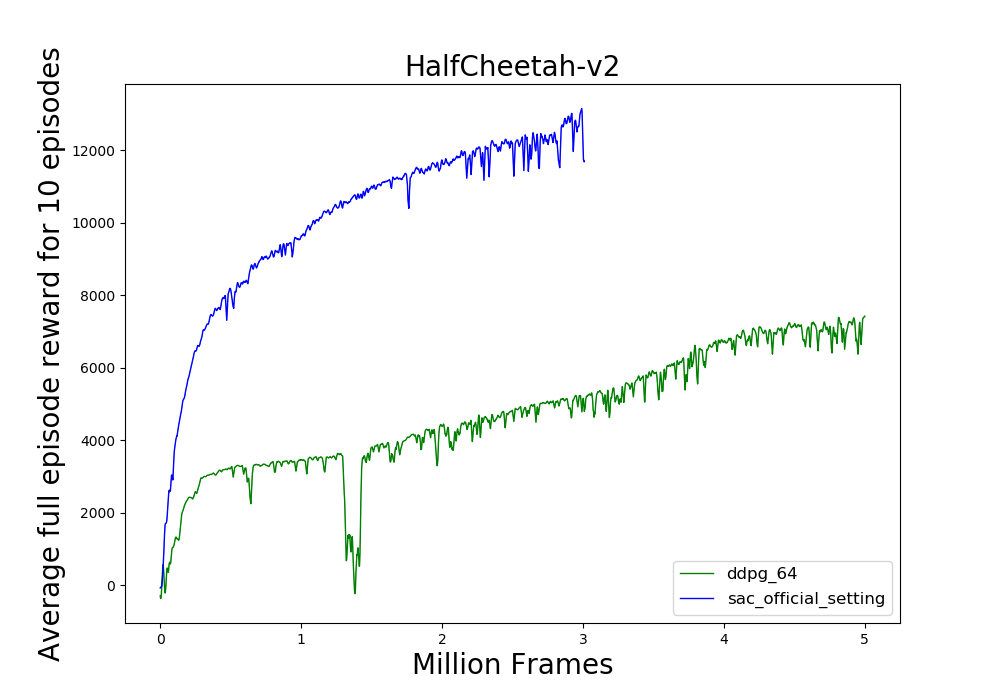 HalfCheetah-v2
Average full episode reward for 10 episodes
12000
10000
8000
6000
4000
2000
0
0 1 2 3 4 5
Million Frames
ddpg_64
sac_official_setting